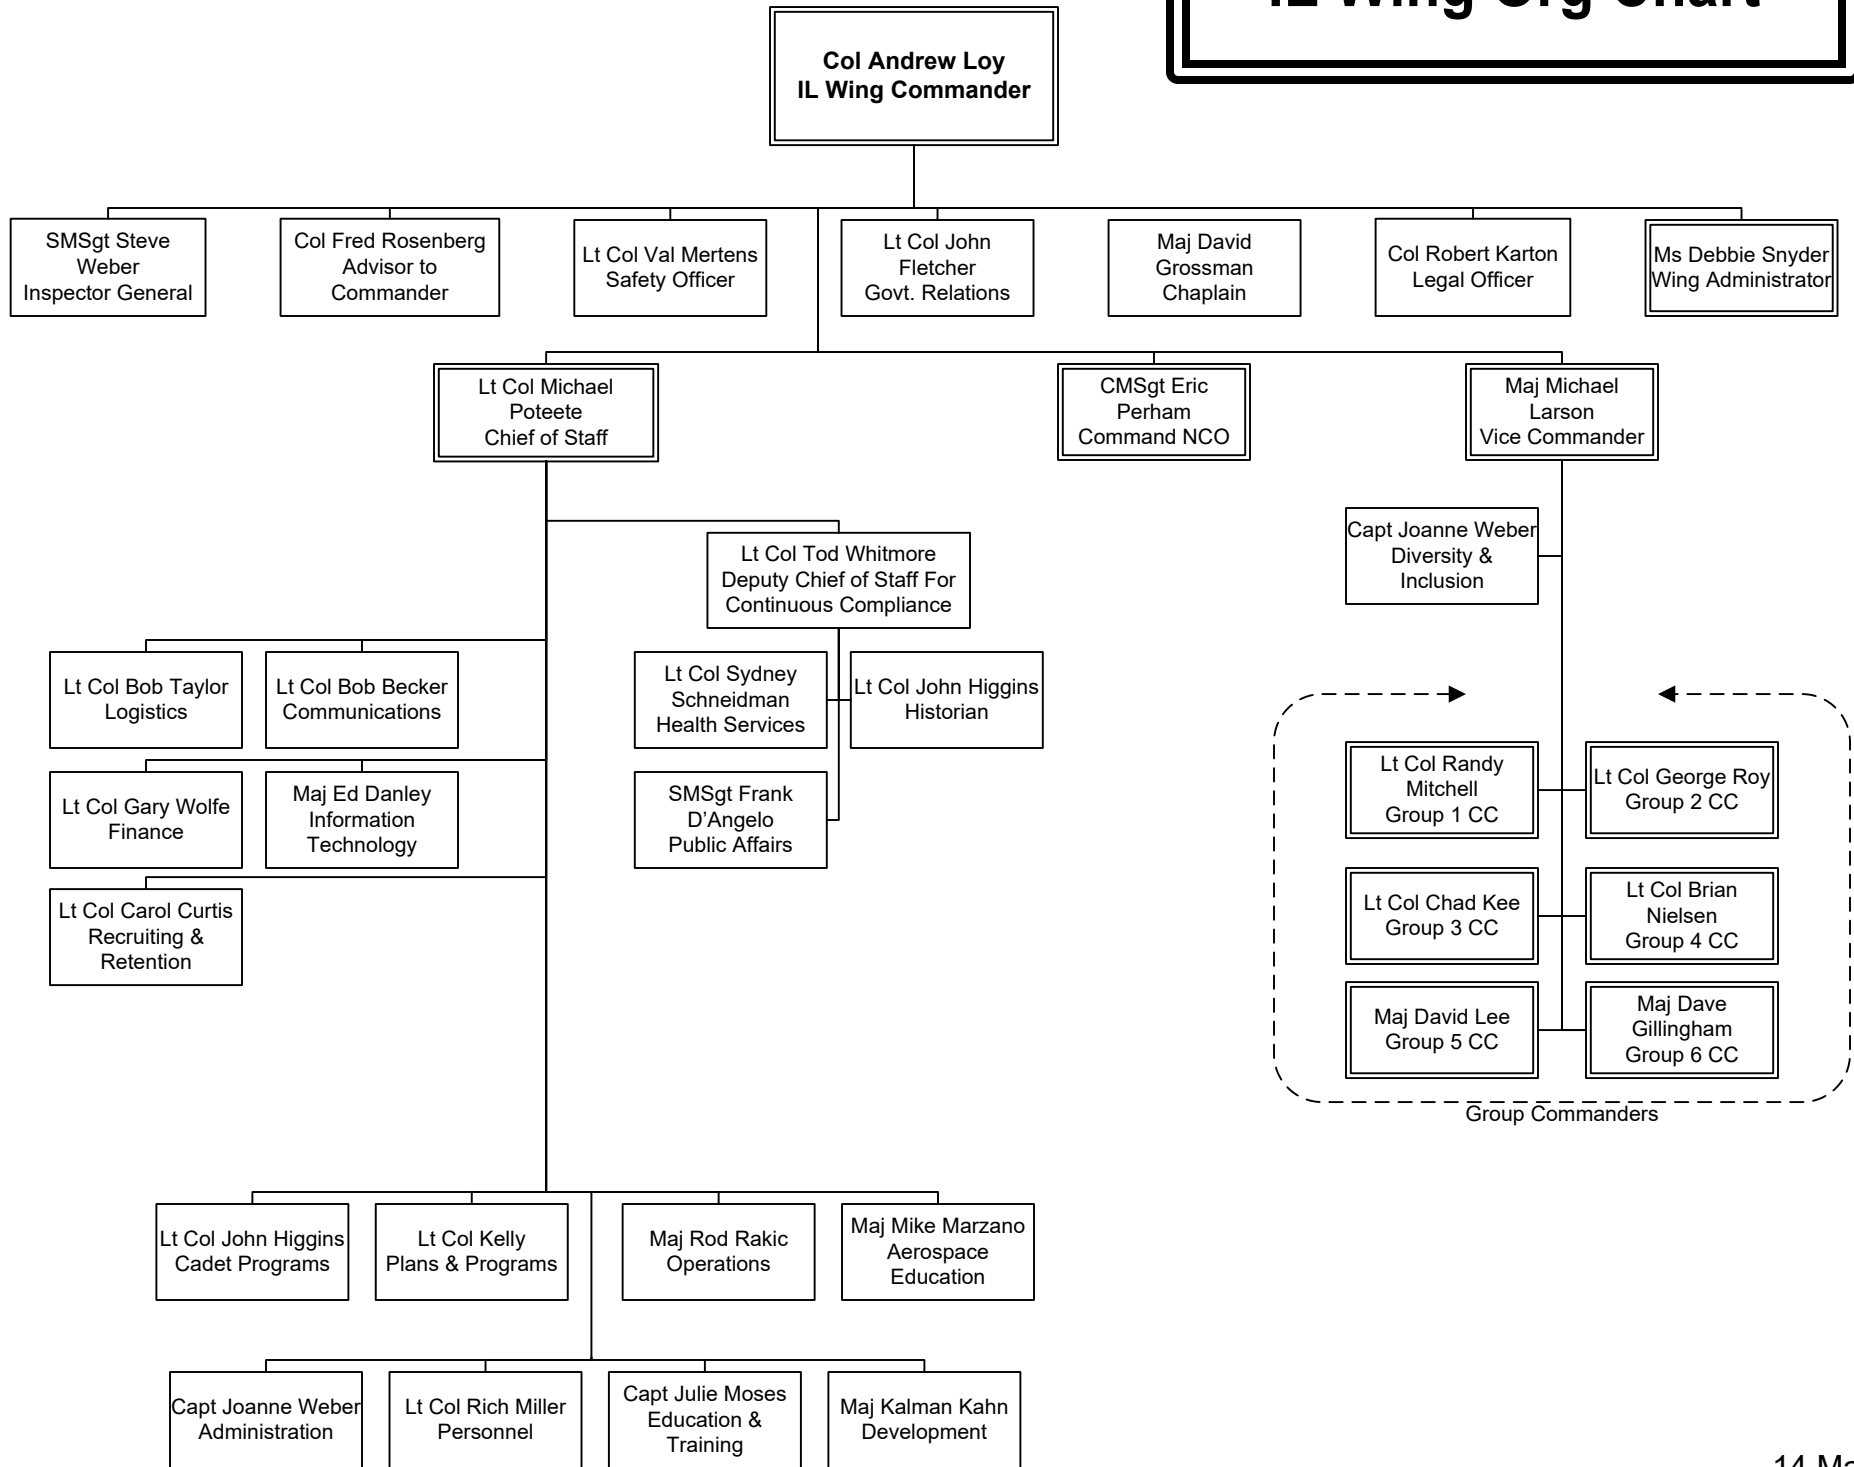 IL Wing Org Chart
Col Andrew Loy
IL Wing Commander
SMSgt Steve
Weber
Inspector General
Col Fred Rosenberg
Advisor to
Commander
Lt Col Val Mertens
Safety Officer
Lt Col John
Fletcher
Govt. Relations
Maj David
Grossman
Chaplain
Col Robert Karton
Legal Officer
Ms Debbie Snyder
Wing Administrator
Lt Col Michael
Poteete
Chief of Staff
CMSgt Eric
Perham
Command NCO
Maj Michael
Larson
Vice Commander
Capt Joanne Weber
Diversity &
Inclusion
Lt Col Tod Whitmore
Deputy Chief of Staff For
Continuous Compliance
Lt Col Bob Taylor
Logistics
Lt Col Bob Becker
Communications
Lt Col Sydney
Schneidman
Health Services
Lt Col John Higgins
Historian
Lt Col Gary Wolfe
Finance
Maj Ed Danley
Information
Technology
SMSgt Frank
D’Angelo
Public Affairs
Lt Col Carol Curtis
Recruiting &
Retention
Lt Col Randy
Mitchell
Group 1 CC
Lt Col George Roy
Group 2 CC
Lt Col Chad Kee
Group 3 CC
Lt Col Brian
Nielsen
Group 4 CC
Maj David Lee
Group 5 CC
Maj Dave
Gillingham
Group 6 CC
Group Commanders
Lt Col John Higgins
Cadet Programs
Lt Col Kelly
Plans & Programs
Maj Rod Rakic
Operations
Maj Mike Marzano
Aerospace
Education
Capt Joanne Weber
Administration
Lt Col Rich Miller
Personnel
Capt Julie Moses
Education &
Training
Maj Kalman Kahn
Development
14